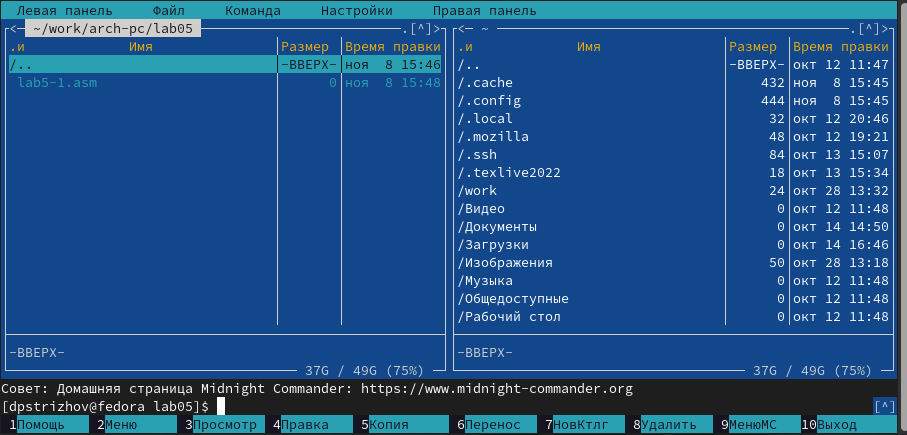 Левая панель Файл Команда Настройки Правая панель
<─ ~/work/arch-pc/lab05 .[^]> <─ ~ .[^]>
.и Имя Размер Время правки .и Имя Размер Время правки
/.. -ВВЕРХ- ноя 8 15:46 /.. -ВВЕРХ- окт 12 11:47
lab5-1.asm 0 ноя 8 15:48 /.cache 432 ноя 8 15:45
/.config 444 ноя 8 15:45
/.local 32 окт 12 20:46
/.mozilla 48 окт 12 19:21
/.ssh 84 окт 13 15:07
/.texlive2022 18 окт 13 15:34
/work 24 окт 28 13:32
/Видео 0 окт 12 11:48
/Документы 0 окт 14 14:50
/Загрузки 0 окт 14 16:46
/Изображения 50 окт 28 13:18
/Музыка 0 окт 12 11:48
/Общедоступные 0 окт 12 11:48
/Рабочий стол 0 окт 12 11:48
-ВВЕРХ- -ВВЕРХ-
37G / 49G (75%) 37G / 49G (75%)
Совет: Домашняя страница Midnight Commander: https://www.midnight-commander.org
[dpstrizhov@fedora lab05]$ [^]
1Помощь 2Меню 3Просмотр 4Правка 5Копия 6Перенос 7НовКтлг 8Удалить 9МенюMC 10Выход